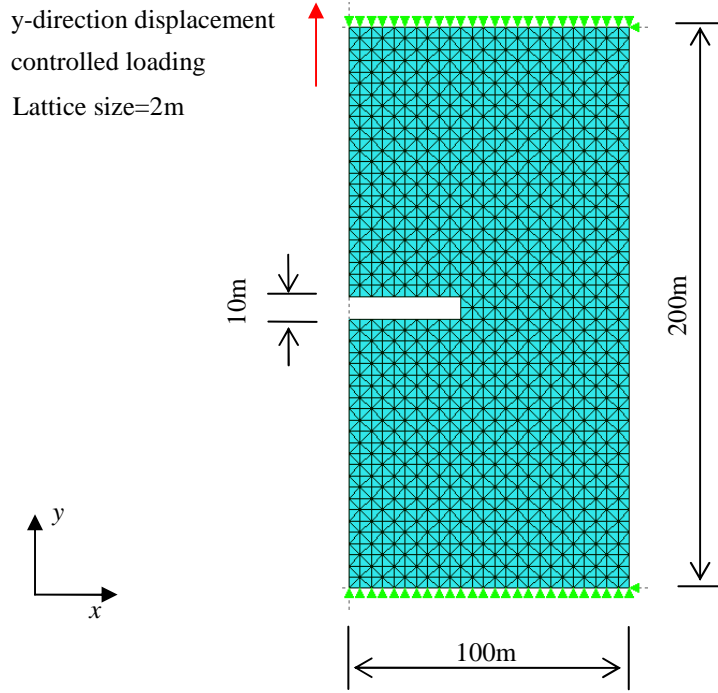 y-direction displacement
controlled loading
Lattice size=2m
10m
200m
y
x
100m